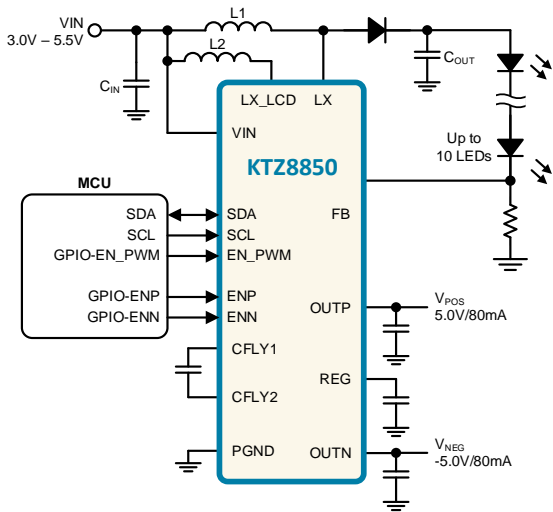 VIN
3.0V – 5.5V
L1
L2
CIN
COUT
LX_LCD
LX
VIN
KTZ8850
Up to
10 LEDs
MCU
SDA
SDA
FB
SCL
SCL
GPIO-EN_PWM
EN_PWM
GPIO-ENP
ENP
OUTP
VPOS
5.0V/80mA
GPIO-ENN
ENN
CFLY1
REG
CFLY2
PGND
OUTN
VNEG
-5.0V/80mA